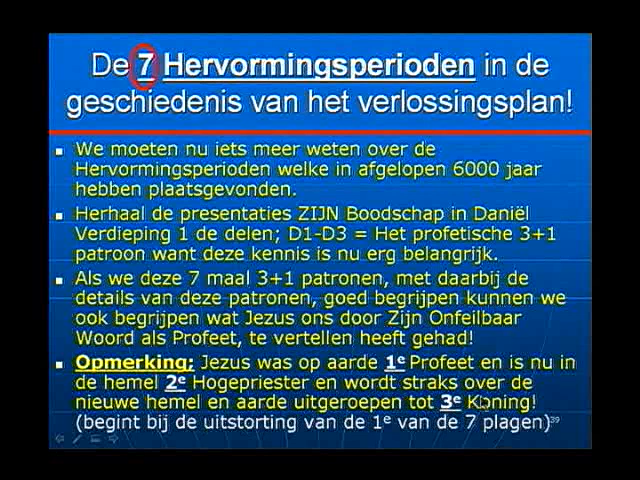 De 7 Hervormingsperioden in de
geschiedenis van het verlossingsplan!
We moeten nu iets meer weten over de
Hervormingsperioden welke in afgelopen 6000 jaar
hebben plaatsgevonden.
Herhaal de presentaties ZIJN Boodschap in Daniël
Verdieping 1 de delen; D1-D3 = Het profetische 3+1
patroon want deze kennis is nu erg belangrijk.
Als we deze 7 maal 3+1 patronen, met daarbij de
details van deze patronen, goed begrijpen kunnen we
ook begrijpen wat Jezus ons door Zijn Onfeilbaar
Woord als Profeet, te vertellen heeft gehad!
Opmerking: Jezus was op aarde 1e Profeet en is nu in
de hemel 2e Hogepriester en wordt straks over de
nieuwe hemel en aarde uitgeroepen tot 3e Koning!
(begint bij de uitstorting van de 1e van de 7 plagen)
39